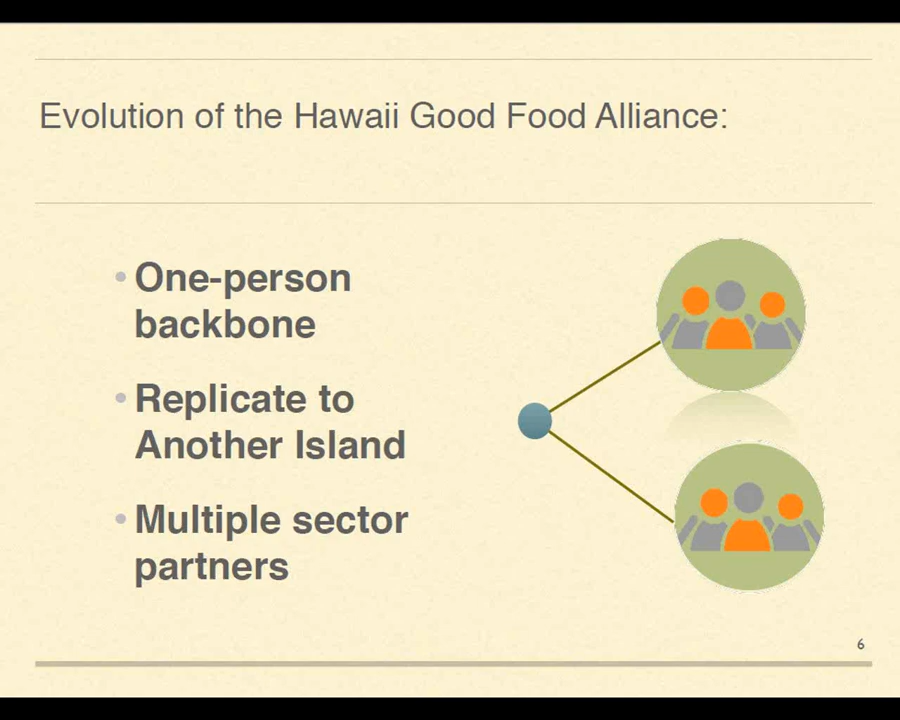 Evolution of the Hawaii Good Food Alliance:
• One-person
backbone
• Replicate to
Another Island
• Multiple sector
partners
6